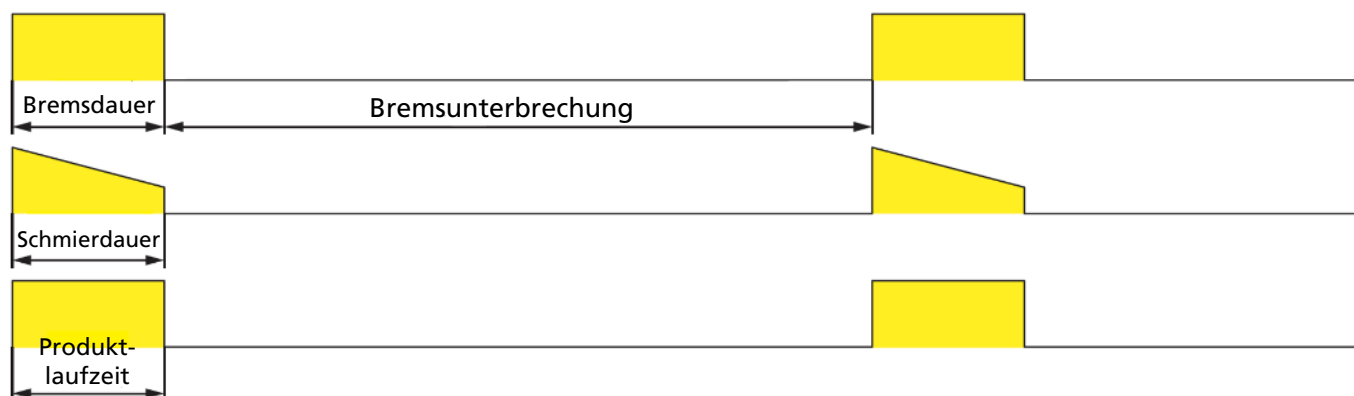 Bremsdauer
Bremsunterbrechung
Schmierdauer
Produkt-
laufzeit